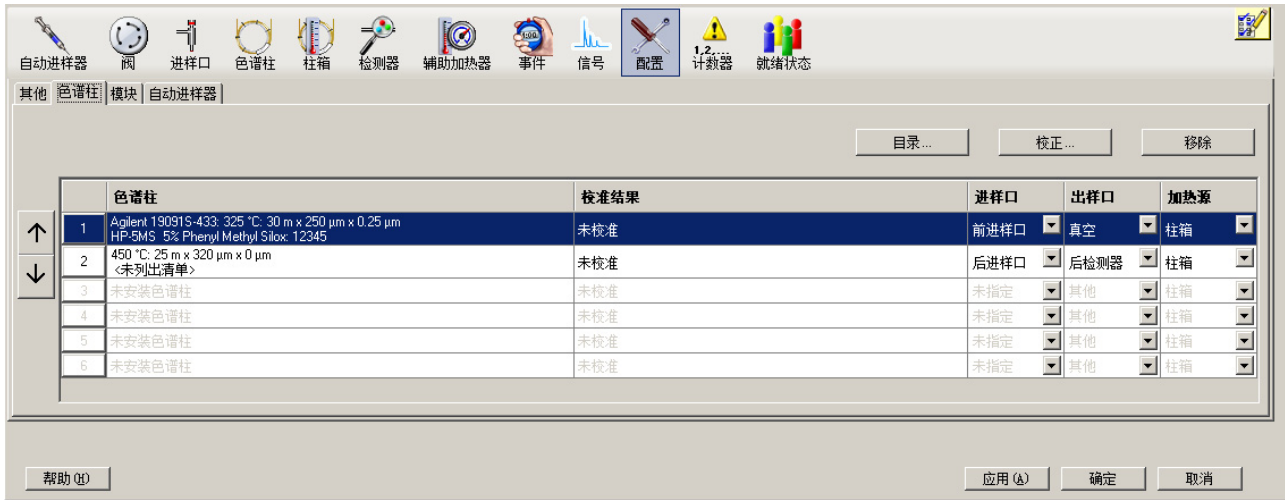 自动进样器 阀 进样口 色谱柱 柱箱 检测器 辅助加热器 1:00 事件 信号 配置 1,2,... 计数器 就绪状态
其他 色谱柱 模块 自动进样器
目录... 校正... 移除
色谱柱 校准结果 进样口 出样口 加热源
1 Agilent 19091S-433: 325 °C: 30 m x 250 µm x 0.25 µm
HP-5MS 5% Phenyl Methyl Silox: 12345 未校准 前进样口 真空 柱箱
2 450 °C: 25 m x 320 µm x 0 µm
<未列出清单> 未校准 后进样口 后检测器 柱箱
3 未安装色谱柱 未校准 未指定 其他 柱箱
4 未安装色谱柱 未校准 未指定 其他 柱箱
5 未安装色谱柱 未校准 未指定 其他 柱箱
6 未安装色谱柱 未校准 未指定 其他 柱箱
帮助(H) 应用(A) 确定 取消